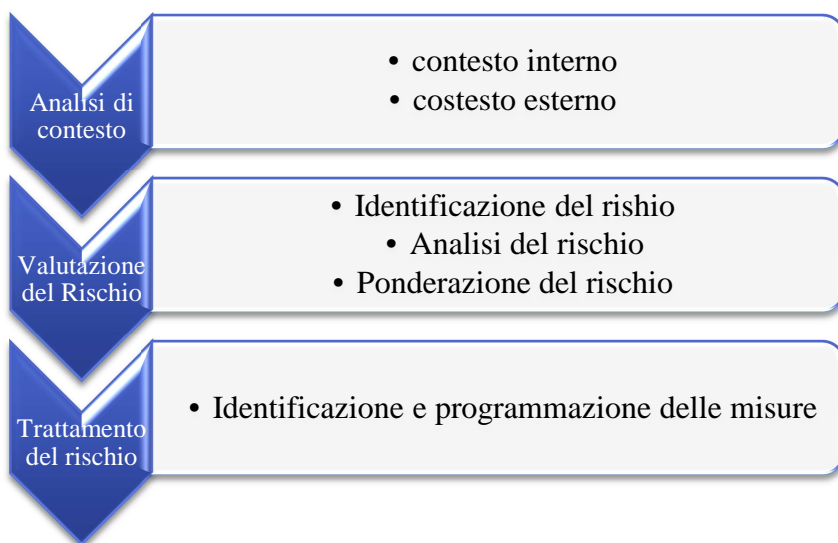 Analisi di
contesto
• contesto interno
• costesto esterno
Valutazione
del Rischio
• Identificazione del rishio
• Analisi del rischio
• Ponderazione del rischio
Trattamento
del rischio
• Identificazione e programmazione delle misure